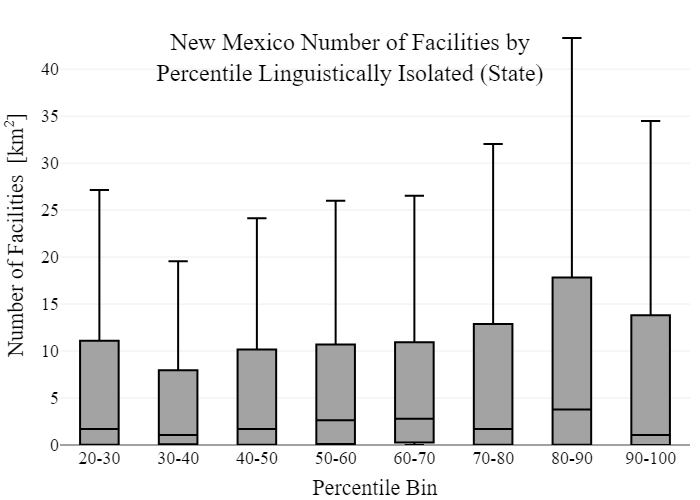 New Mexico Number of Facilities by
Percentile Linguistically Isolated (State)
Number of Facilities [km²]
40
35
30
25
20
15
10
5
0
20-30 30-40 40-50 50-60 60-70 70-80 80-90 90-100
Percentile Bin